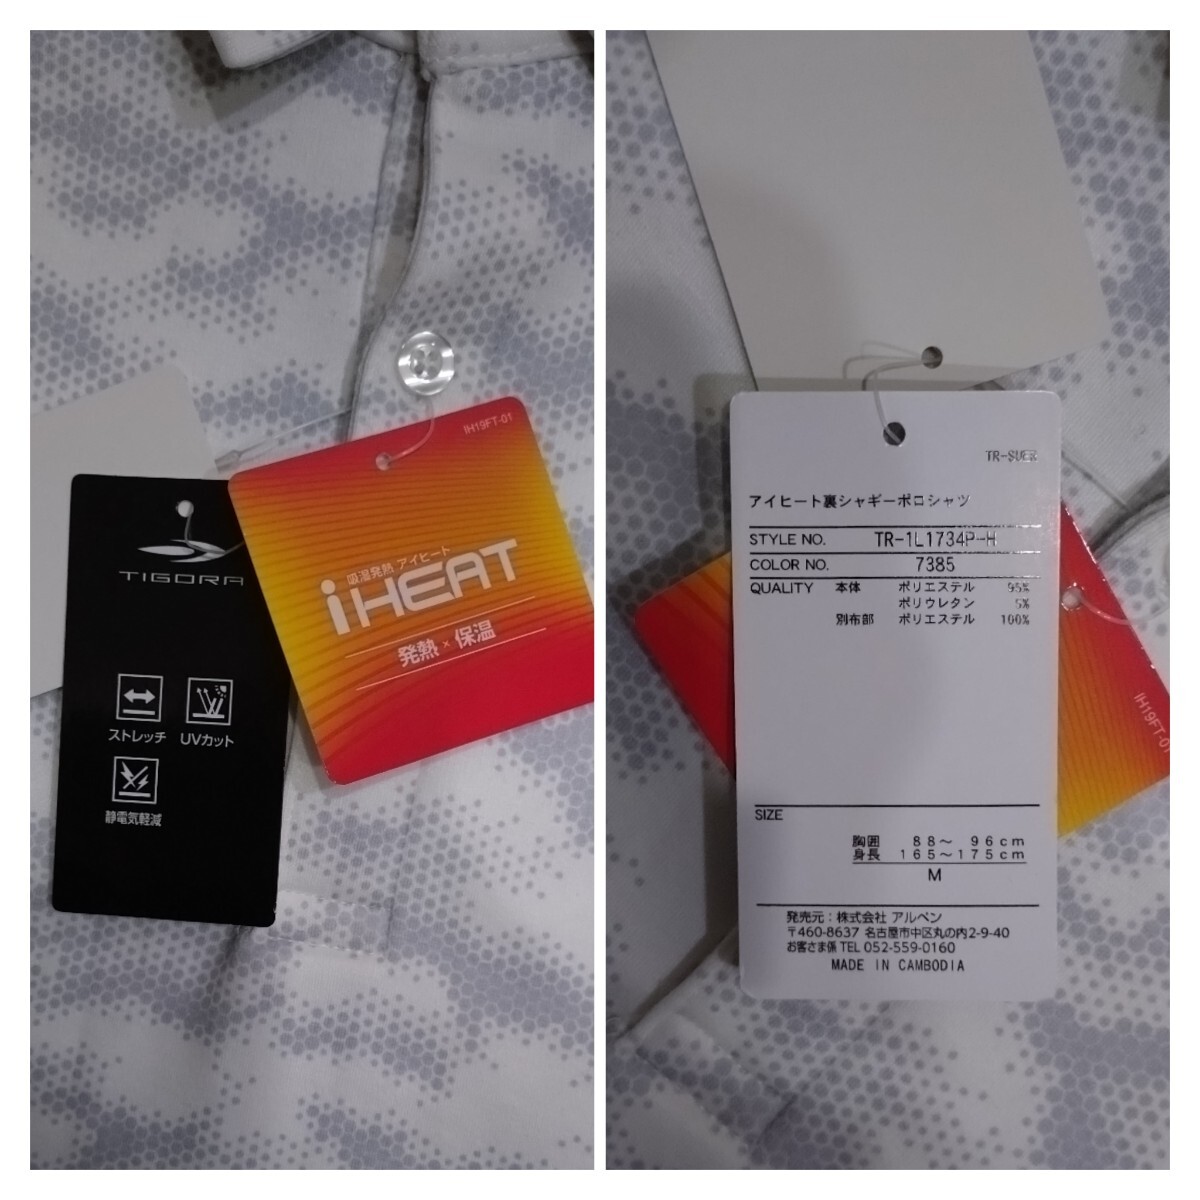 IH19FT-01
TIGORA
吸湿発熱 アイヒート
iHEAT
発熱×保温
ストレッチ UVカット
静電気軽減
アイヒート裏シャギーポロシャツ
STYLE NO. TR-1L1734P-H
COLOR NO. 7385
QUALITY 本体 ポリエステル 95%
ポリウレタン 5%
別布部 ポリエステル 100%
IH19FT-01
SIZE
胸囲 88～ 96cm
身長 165～175cm
M
発売元：株式会社 アルペン
〒460-8637 名古屋市中区丸の内2-9-40
お客さま係 TEL 052-559-0160
MADE IN CAMBODIA